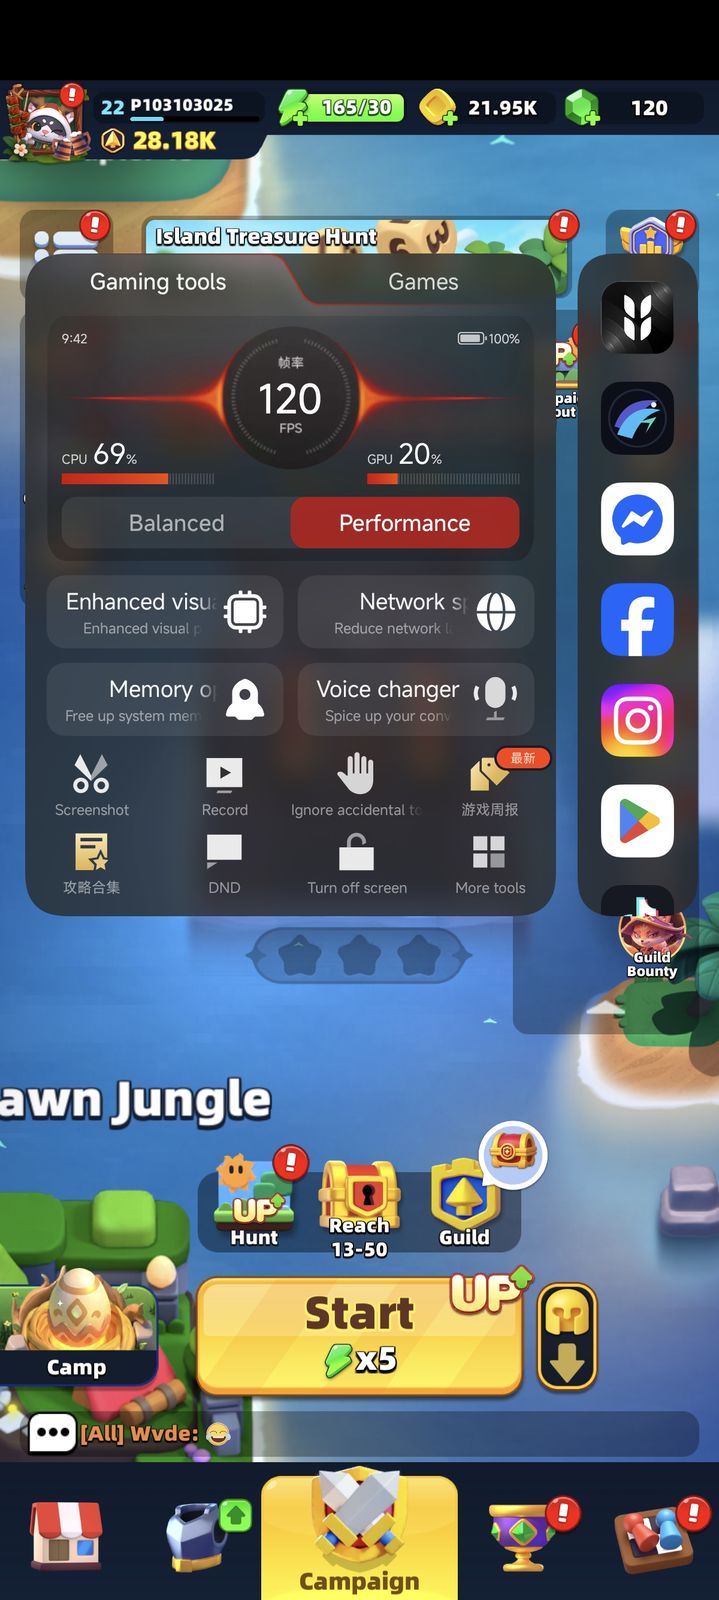 22 P103103025
165/30
21.95K
120
28.18K
Island Treasure Hunt
Gaming tools
Games
9:42
100%
帧率
120
FPS
CPU 69%
GPU 20%
Balanced
Performance
Enhanced visu
Enhanced visual p
Network s
Reduce network l
Memory o
Free up system mem
Voice changer
Spice up your conv
最新
Screenshot
Record
Ignore accidental to
游戏周报
攻略合集
DND
Turn off screen
More tools
Guild
Bounty
awn Jungle
UP
Hunt
Reach
13-50
Guild
Start
UP
x5
Camp
[All] Wvde:
Campaign